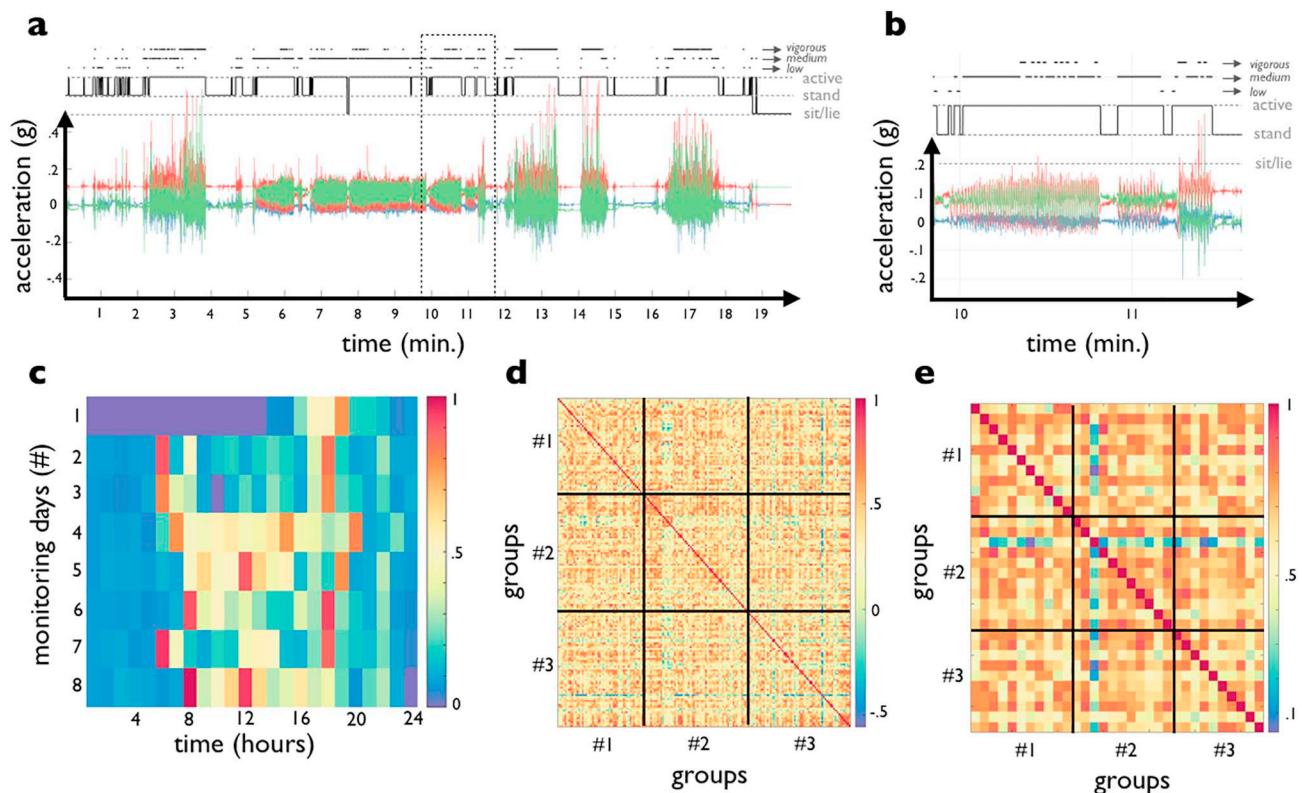 a
vigorous
medium
low
active
stand
sit/lie
acceleration (g)
.4
.2
0
-.2
-.4
1 2 3 4 5 6 7 8 9 10 11 12 13 14 15 16 17 18 19
time (min.)
b
vigorous
medium
low
active
stand
sit/lie
acceleration (g)
.2
.1
0
-.1
-.2
10 11
time (min.)
c
monitoring days (#)
1
2
3
4
5
6
7
8
4 8 12 16 20 24
time (hours)
1
.5
0
d
groups
#1
#2
#3
#1 #2 #3
groups
1
.5
0
-.5
e
groups
#1
#2
#3
#1 #2 #3
groups
1
.5
.1